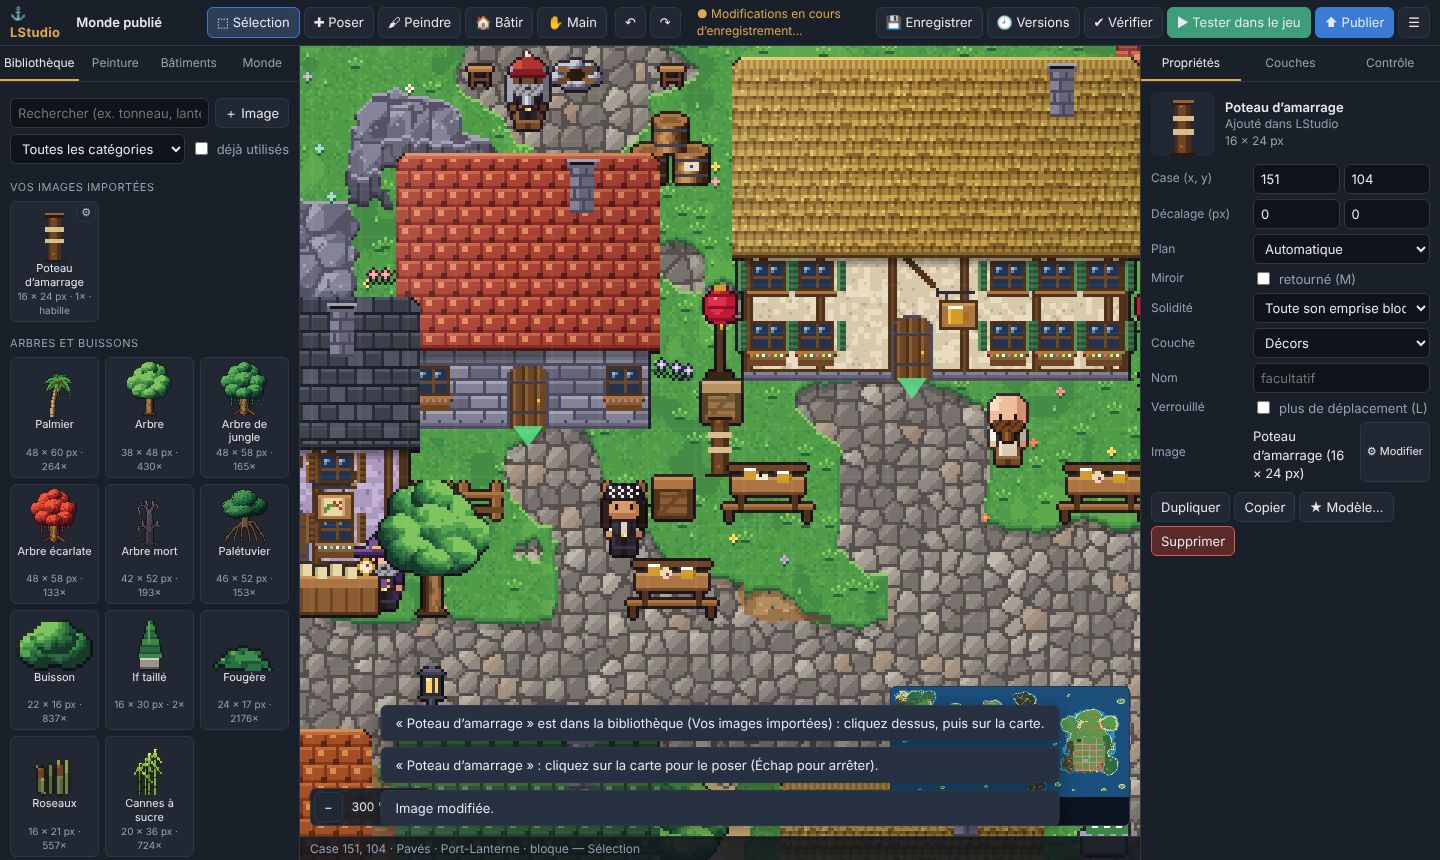 ⚓ LStudio
Monde publié
Sélection
Poser
Peindre
Bâtir
Main
Modifications en cours
d’enregistrement…
Enregistrer
Versions
Vérifier
Tester dans le jeu
Publier
Bibliothèque
Peinture
Bâtiments
Monde
Rechercher (ex. tonneau, lante
+ Image
Toutes les catégories
déjà utilisés
VOS IMAGES IMPORTÉES
Poteau
d’amarrage
16 × 24 px · 1× ·
habille
ARBRES ET BUISSONS
Palmier
48 × 60 px ·
264×
Arbre
38 × 48 px ·
430×
Arbre de
jungle
48 × 58 px ·
165×
Arbre écarlate
48 × 58 px ·
133×
Arbre mort
42 × 52 px ·
193×
Palétuvier
46 × 52 px ·
153×
Buisson
22 × 16 px ·
837×
If taillé
16 × 30 px · 2×
Fougère
24 × 17 px ·
2176×
Roseaux
16 × 21 px ·
557×
Cannes à
sucre
20 × 36 px ·
724×
« Poteau d’amarrage » est dans la bibliothèque (Vos images importées) : cliquez dessus, puis sur la carte.
« Poteau d’amarrage » : cliquez sur la carte pour le poser (Échap pour arrêter).
− 300
Image modifiée.
Case 151, 104 · Pavés · Port-Lanterne · bloque — Sélection
Propriétés
Couches
Contrôle
Poteau d’amarrage
Ajouté dans LStudio
16 × 24 px
Case (x, y)
151
104
Décalage (px)
0
0
Plan
Automatique
Miroir
retourné (M)
Solidité
Toute son emprise bloc
Couche
Décors
Nom
facultatif
Verrouillé
plus de déplacement (L)
Image
Poteau
d’amarrage (16
× 24 px)
Modifier
Dupliquer
Copier
★ Modèle…
Supprimer